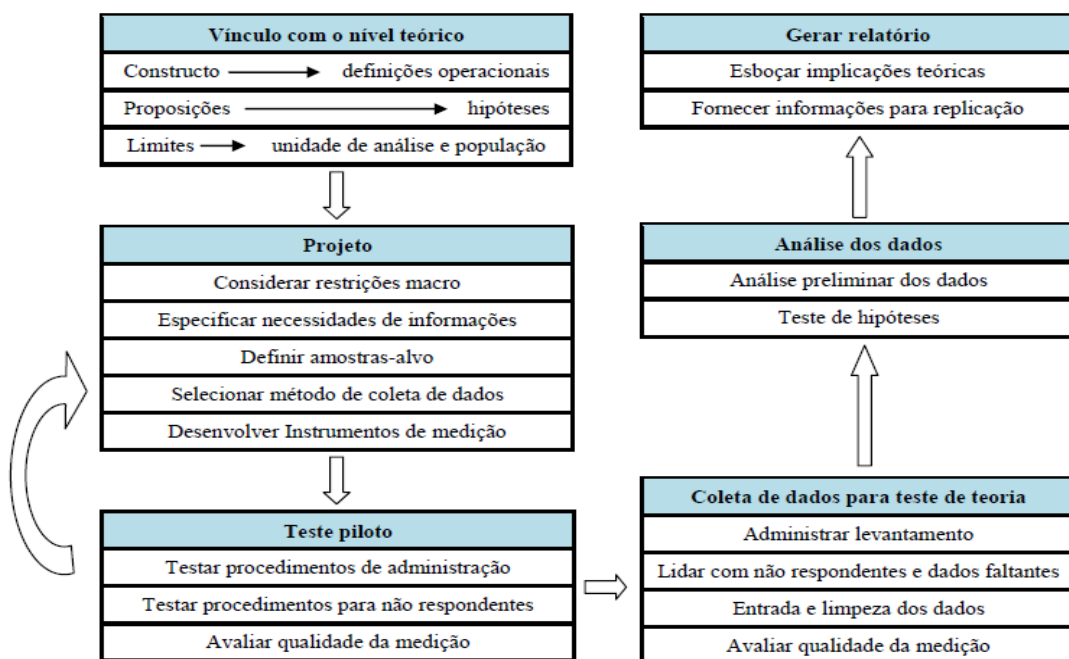 Vínculo com o nível teórico
Constructo definições operacionais
Proposições hipóteses
Limites unidade de análise e população
Projeto
Considerar restrições macro
Especificar necessidades de informações
Definir amostras-alvo
Selecionar método de coleta de dados
Desenvolver Instrumentos de medição
Teste piloto
Testar procedimentos de administração
Testar procedimentos para não respondentes
Avaliar qualidade da medição
Coleta de dados para teste de teoria
Administrar levantamento
Lidar com não respondentes e dados faltantes
Entrada e limpeza dos dados
Avaliar qualidade da medição
Análise dos dados
Análise preliminar dos dados
Teste de hipóteses
Gerar relatório
Esboçar implicações teóricas
Fornecer informações para replicação